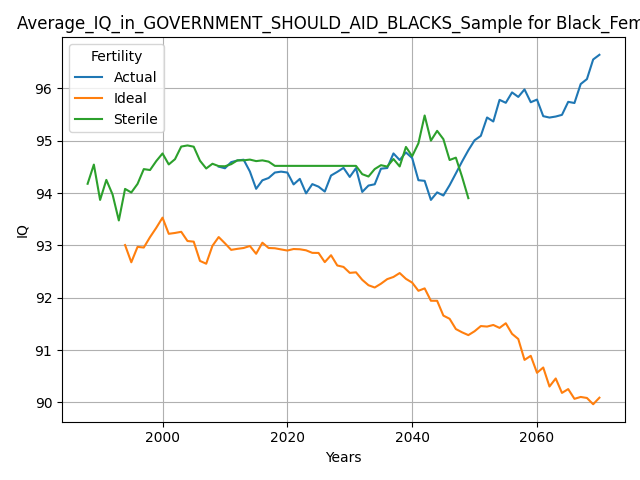 Average_IQ_in_GOVERNMENT_SHOULD_AID_BLACKS_Sample for Black_Fem
Fertility
Actual
Ideal
Sterile
IQ
96
95
94
93
92
91
90
2000 2020 2040 2060
Years